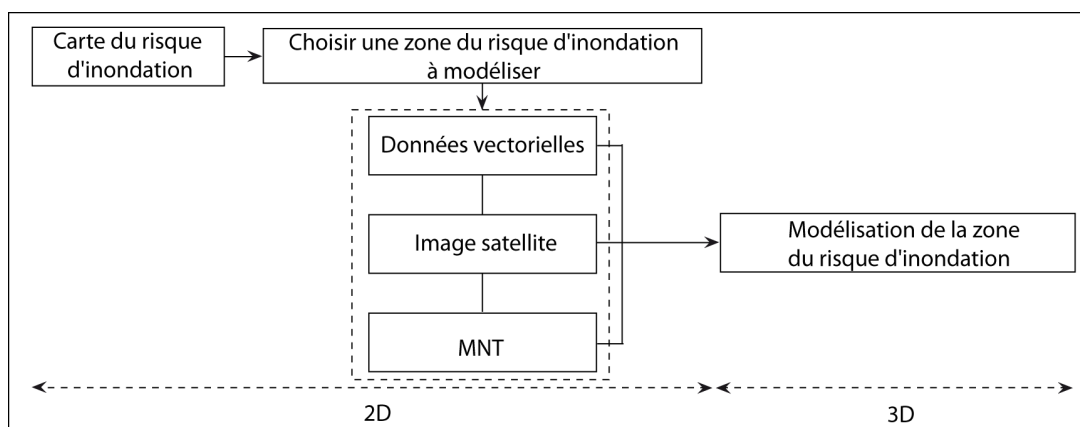 Carte du risque
d'inondation
Choisir une zone du risque d'inondation
à modéliser
Données vectorielles
Image satellite
Modélisation de la zone
du risque d'inondation
MNT
2D
3D